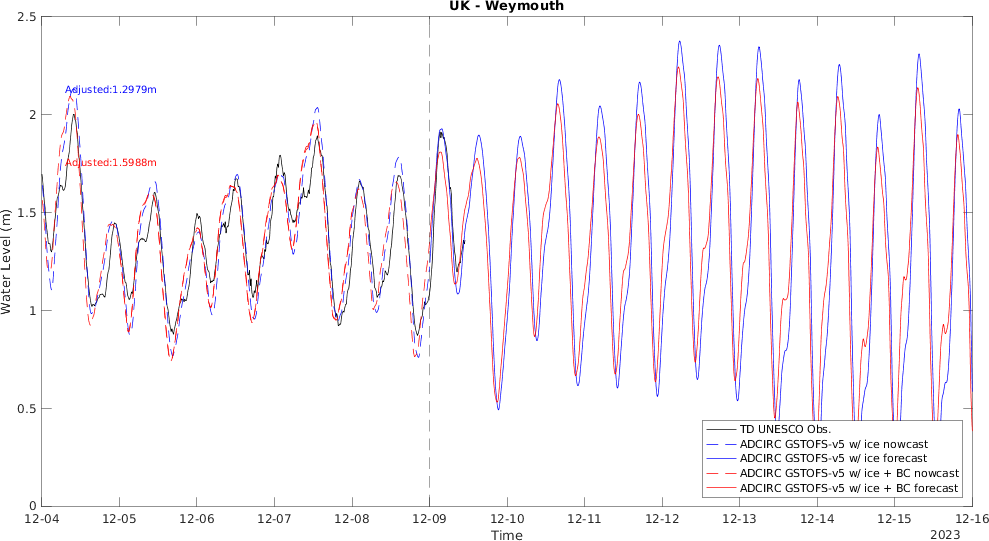 UK - Weymouth
2.5
2
1.5
1
0.5
0
Water Level (m)
Adjusted:1.2979m
Adjusted:1.5988m
TD UNESCO Obs.
ADCIRC GSTOFS-v5 w/ ice nowcast
ADCIRC GSTOFS-v5 w/ ice forecast
ADCIRC GSTOFS-v5 w/ ice + BC nowcast
ADCIRC GSTOFS-v5 w/ ice + BC forecast
12-04 12-05 12-06 12-07 12-08 12-09 12-10 12-11 12-12 12-13 12-14 12-15 12-16
Time
2023